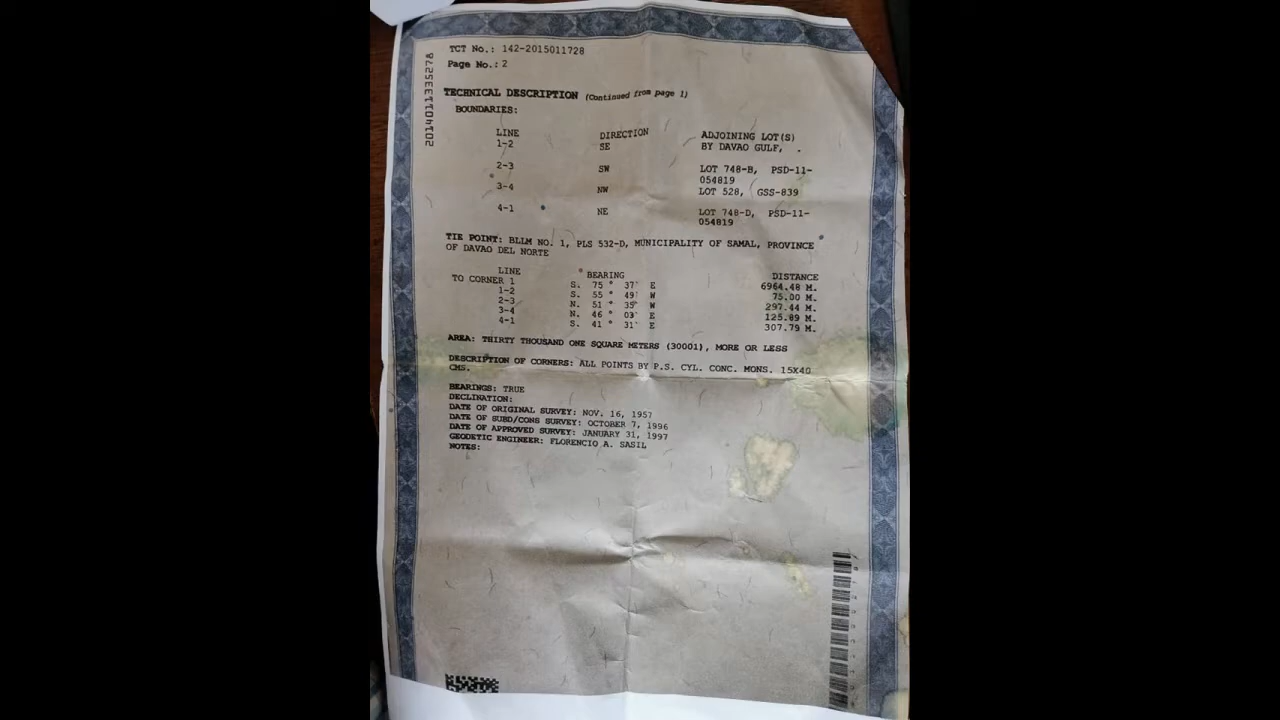 TCT No.: 142-2015011728
Page No.: 2
2014011335278
TECHNICAL DESCRIPTION (Continued from page 1)
BOUNDARIES:
LINE DIRECTION ADJOINING LOT(S)
1-2 SE BY DAVAO GULF, .
2-3 SW LOT 748-B, PSD-11-
054819
3-4 NW LOT 528, GSS-839
4-1 NE LOT 748-D, PSD-11-
054819
TIE POINT: BLLM NO. 1, PLS 532-D, MUNICIPALITY OF SAMAL, PROVINCE
OF DAVAO DEL NORTE
LINE BEARING DISTANCE
TO CORNER 1 S. 75 ° 37' E 6964.48 M.
1-2 S. 55 ° 49' W 75.00 M.
2-3 N. 51 ° 35' W 297.44 M.
3-4 N. 46 ° 03' E 125.89 M.
4-1 S. 41 ° 31' E 307.79 M.
AREA: THIRTY THOUSAND ONE SQUARE METERS (30001), MORE OR LESS
DESCRIPTION OF CORNERS: ALL POINTS BY P.S. CYL. CONC. MONS. 15X40
CMS.
BEARINGS: TRUE
DECLINATION:
DATE OF ORIGINAL SURVEY: NOV. 16, 1957
DATE OF SUBD/CONS SURVEY: OCTOBER 7, 1996
DATE OF APPROVED SURVEY: JANUARY 31, 1997
GEODETIC ENGINEER: FLORENCIO A. SASIL
NOTES: